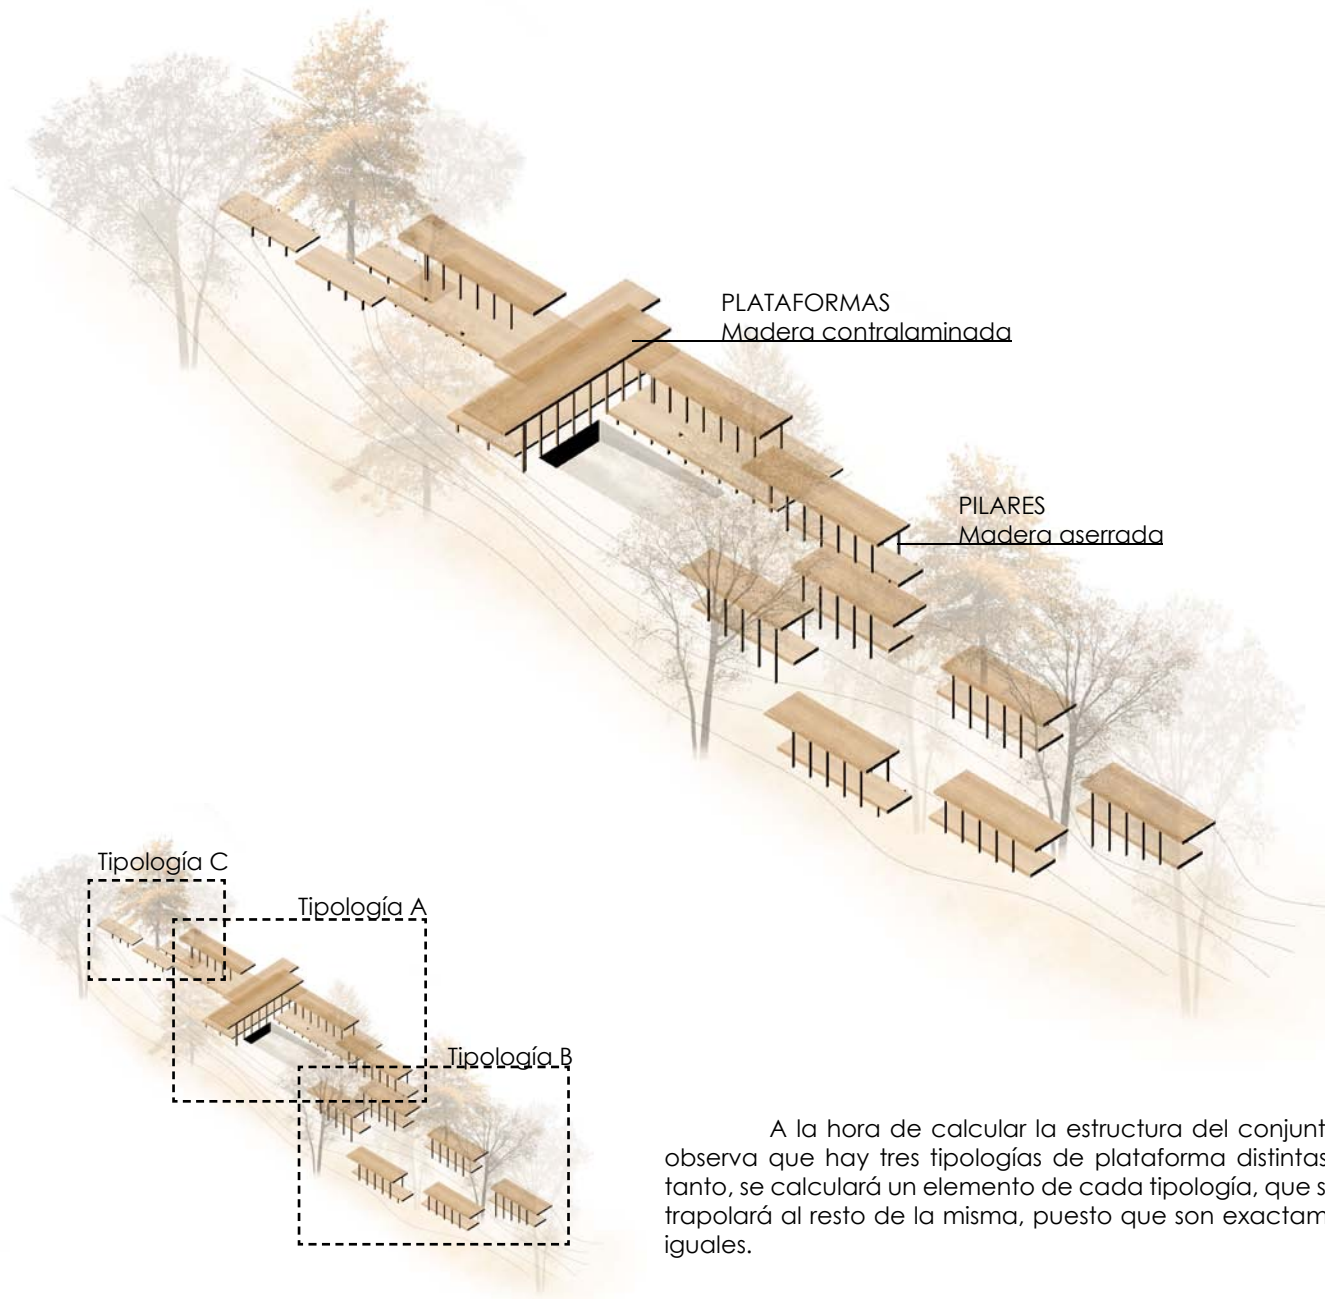 PLATAFORMAS
Madera contralaminada
PILARES
Madera aserrada
Tipología C
Tipología A
Tipología B
A la hora de calcular la estructura del conjunt
observa que hay tres tipologías de plataforma distintas
tanto, se calculará un elemento de cada tipología, que s
trapolará al resto de la misma, puesto que son exactam
iguales.